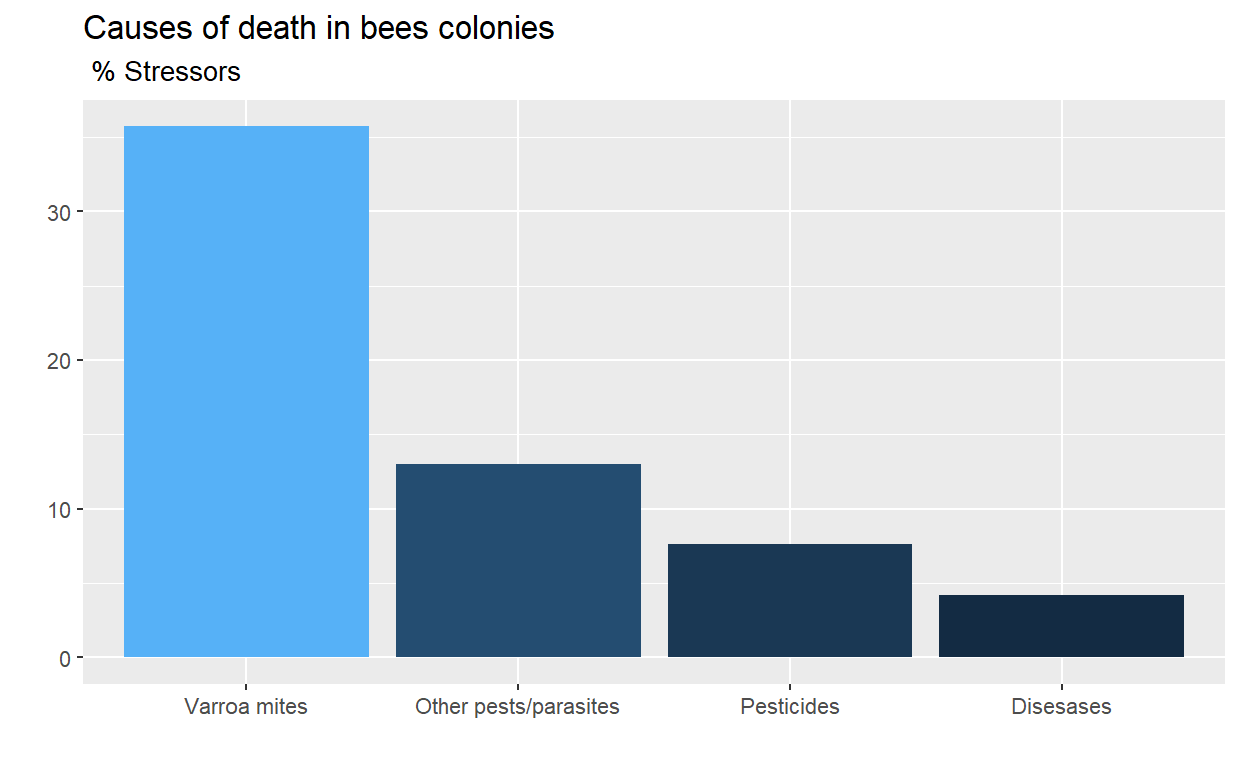 Causes of death in bees colonies
% Stressors
30
20
10
0
Varroa mites Other pests/parasites Pesticides Disesases